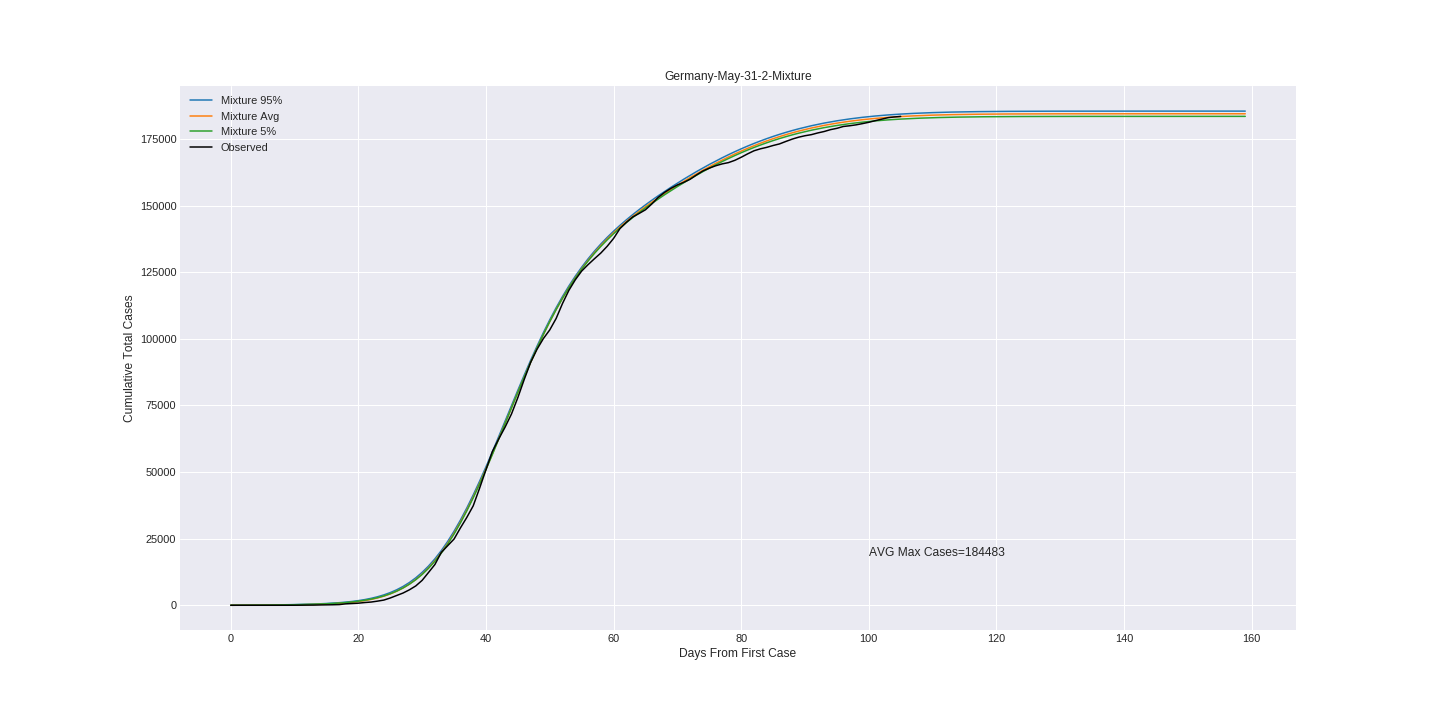 Germany-May-31-2-Mixture
Mixture 95%
Mixture Avg
Mixture 5%
Observed
175000
150000
125000
100000
75000
50000
25000
0
Cumulative Total Cases
AVG Max Cases=184483
0 20 40 60 80 100 120 140 160
Days From First Case